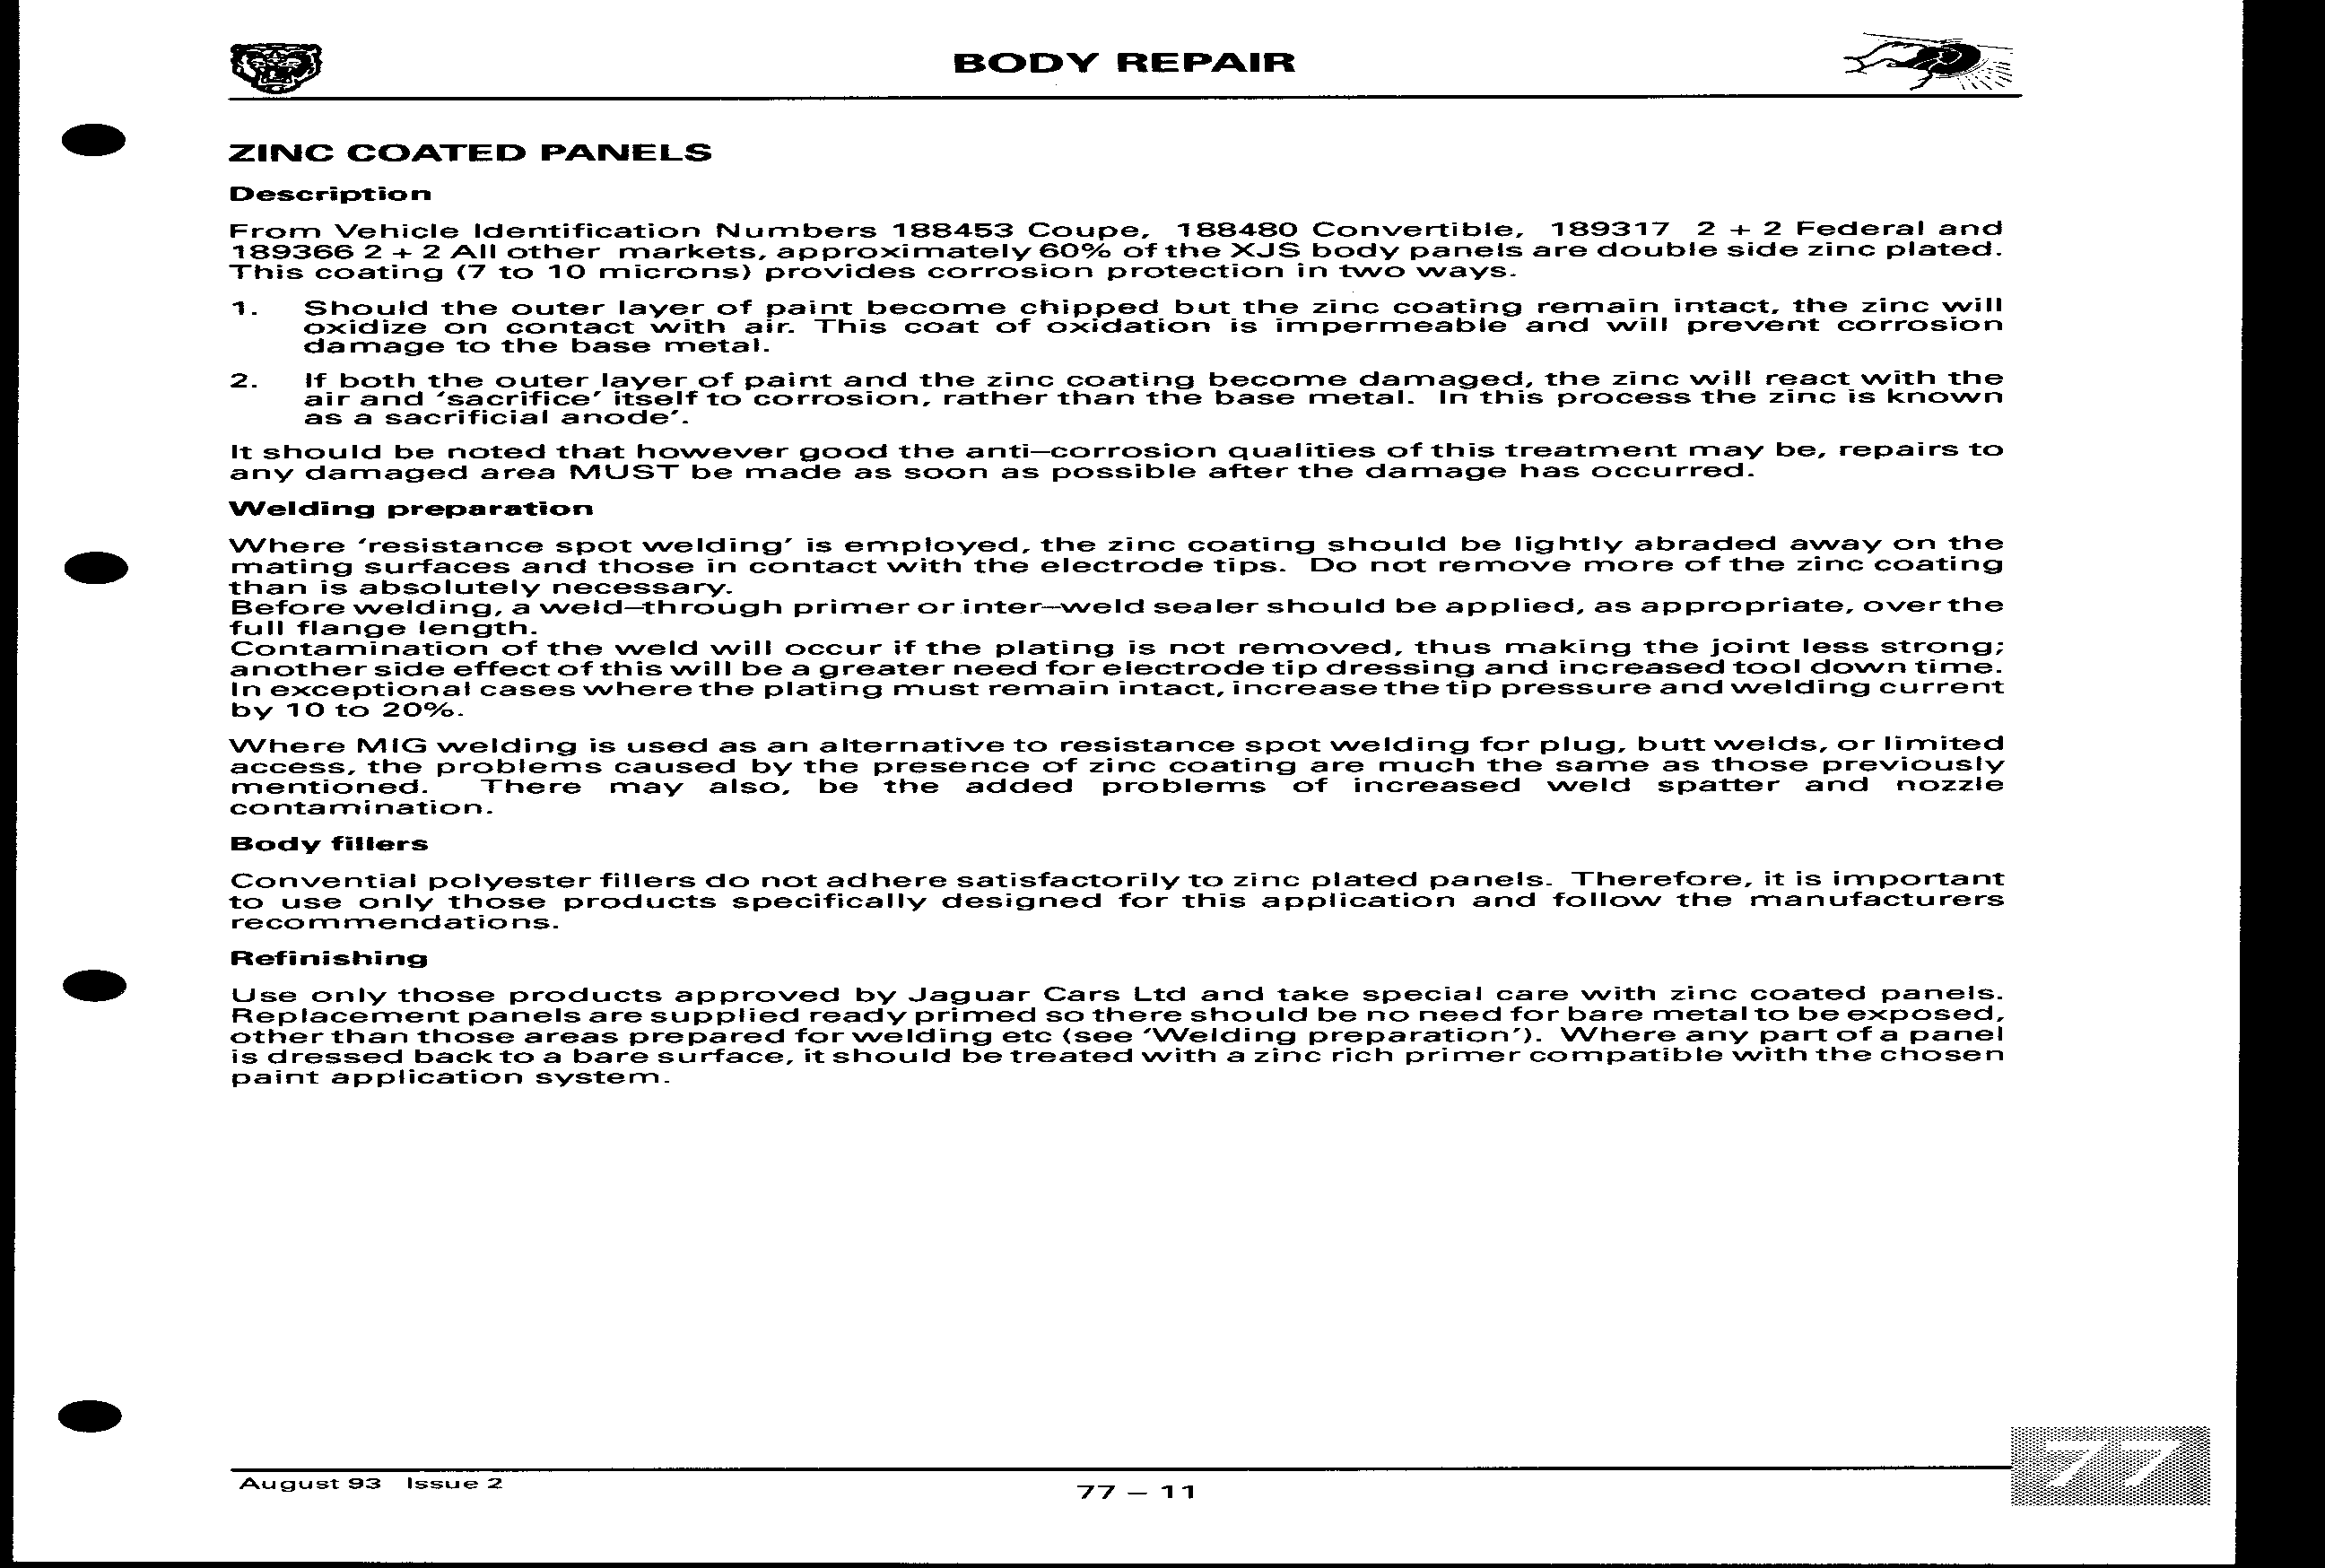 BODY REPAIR
ZINC COATED PANELS
Description
From Vehicle Identification Numbers 188453 Coupe, 188480 Convertible, 189317 2 + 2 Federal and
189366 2 + 2 All other markets, approximately 60% of the XJS body panels are double side zinc plated.
This coating (7 to 10 microns) provides corrosion protection in two ways.
1. Should the outer layer of paint become chipped but the zinc coating remain intact, the zinc will
oxidize on contact with air. This coat of oxidation is impermeable and will prevent corrosion
damage to the base metal.
2. If both the outer layer of paint and the zinc coating become damaged, the zinc will react with the
air and ‘sacrifice’ itself to corrosion, rather than the base metal. In this process the zinc is known
as a sacrificial anode’.
It should be noted that however good the anti–corrosion qualities of this treatment may be, repairs to
any damaged area MUST be made as soon as possible after the damage has occurred.
Welding preparation
Where ‘resistance spot welding’ is employed, the zinc coating should be lightly abraded away on the
mating surfaces and those in contact with the electrode tips. Do not remove more of the zinc coating
than is absolutely necessary.
Before welding, a weld–through primer or inter–weld sealer should be applied, as appropriate, over the
full flange length.
Contamination of the weld will occur if the plating is not removed, thus making the joint less strong;
another side effect of this will be a greater need for electrode tip dressing and increased tool down time.
In exceptional cases where the plating must remain intact, increase the tip pressure and welding current
by 10 to 20%.
Where MIG welding is used as an alternative to resistance spot welding for plug, butt welds, or limited
access, the problems caused by the presence of zinc coating are much the same as those previously
mentioned. There may also, be the added problems of increased weld spatter and nozzle
contamination.
Body fillers
Convential polyester fillers do not adhere satisfactorily to zinc plated panels. Therefore, it is important
to use only those products specifically designed for this application and follow the manufacturers
recommendations.
Refinishing
Use only those products approved by Jaguar Cars Ltd and take special care with zinc coated panels.
Replacement panels are supplied ready primed so there should be no need for bare metal to be exposed,
other than those areas prepared for welding etc (see ‘Welding preparation’). Where any part of a panel
is dressed back to a bare surface, it should be treated with a zinc rich primer compatible with the chosen
paint application system.
77
August 93 Issue 2
77 – 11